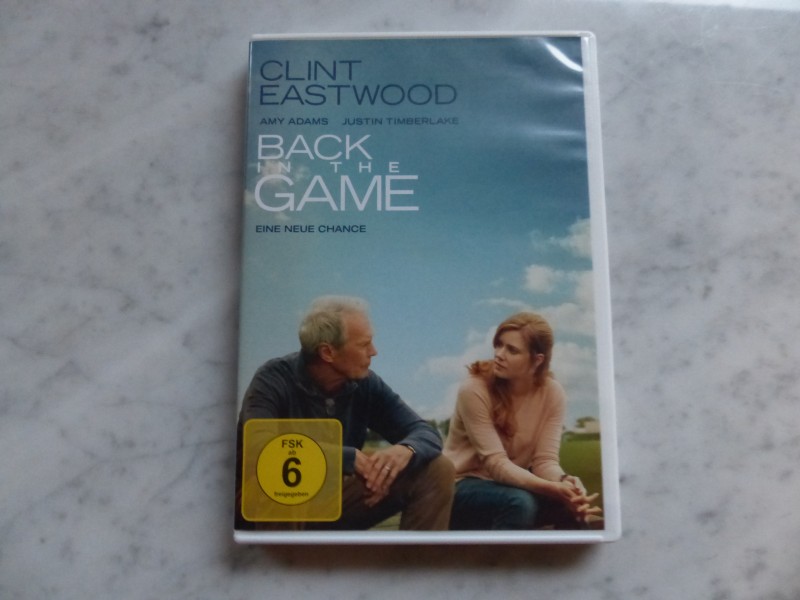 CLINT
EASTWOOD
AMY ADAMS JUSTIN TIMBERLAKE
BACK
IN THE
GAME
EINE NEUE CHANCE
FSK
ab
6
freigegeben